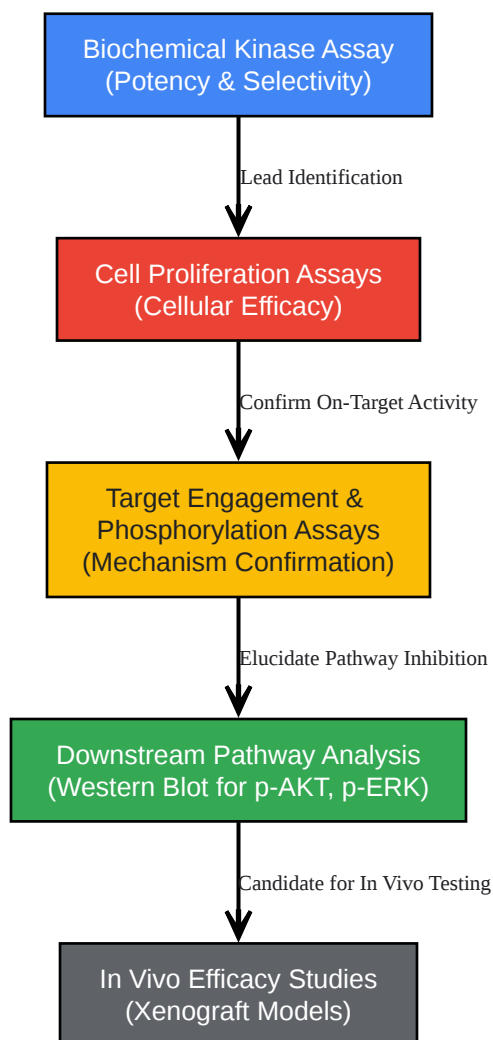 Biochemical Kinase Assay
(Potency & Selectivity)
Lead Identification
Cell Proliferation Assays
(Cellular Efficacy)
Confirm On-Target Activity
Target Engagement &
Phosphorylation Assays
(Mechanism Confirmation)
Elucidate Pathway Inhibition
Downstream Pathway Analysis
(Western Blot for p-AKT, p-ERK)
Candidate for In Vivo Testing
In Vivo Efficacy Studies
(Xenograft Models)